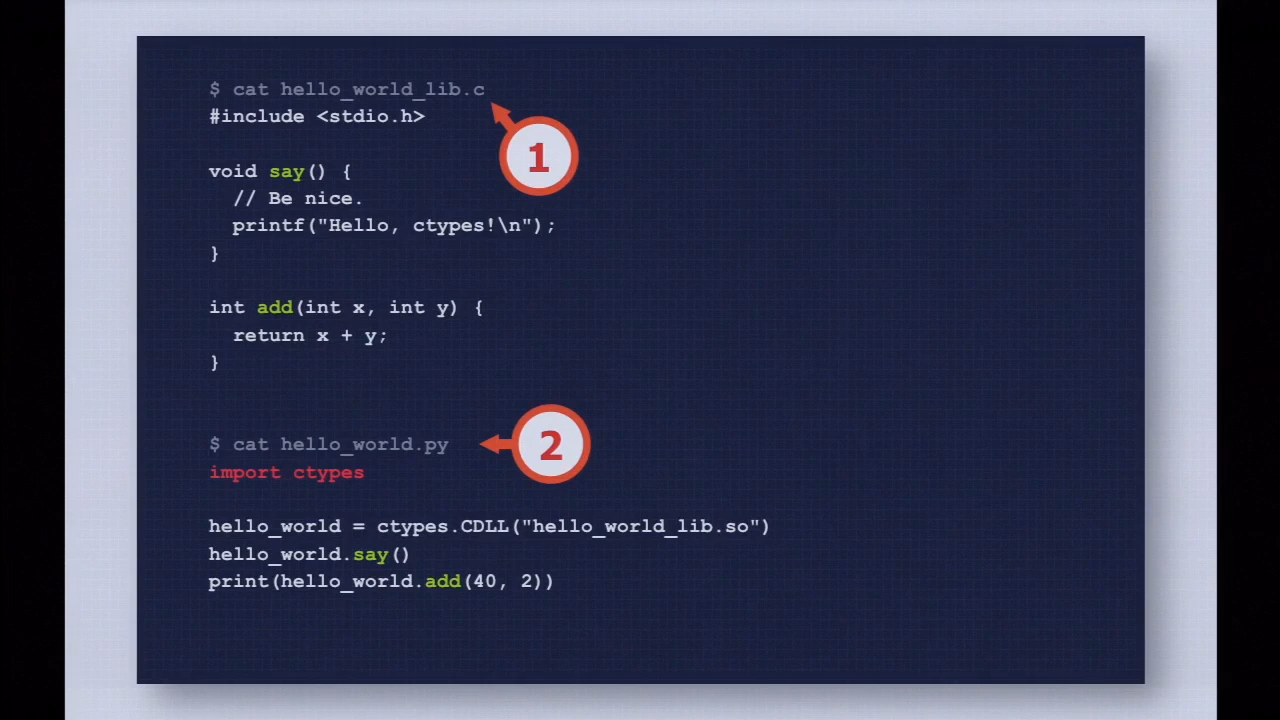 $ cat hello_world_lib.c
#include <stdio.h>
1
void say() {
  // Be nice.
  printf("Hello, ctypes!\n");
}
int add(int x, int y) {
  return x + y;
}
$ cat hello_world.py
2
import ctypes
hello_world = ctypes.CDLL("hello_world_lib.so")
hello_world.say()
print(hello_world.add(40, 2))